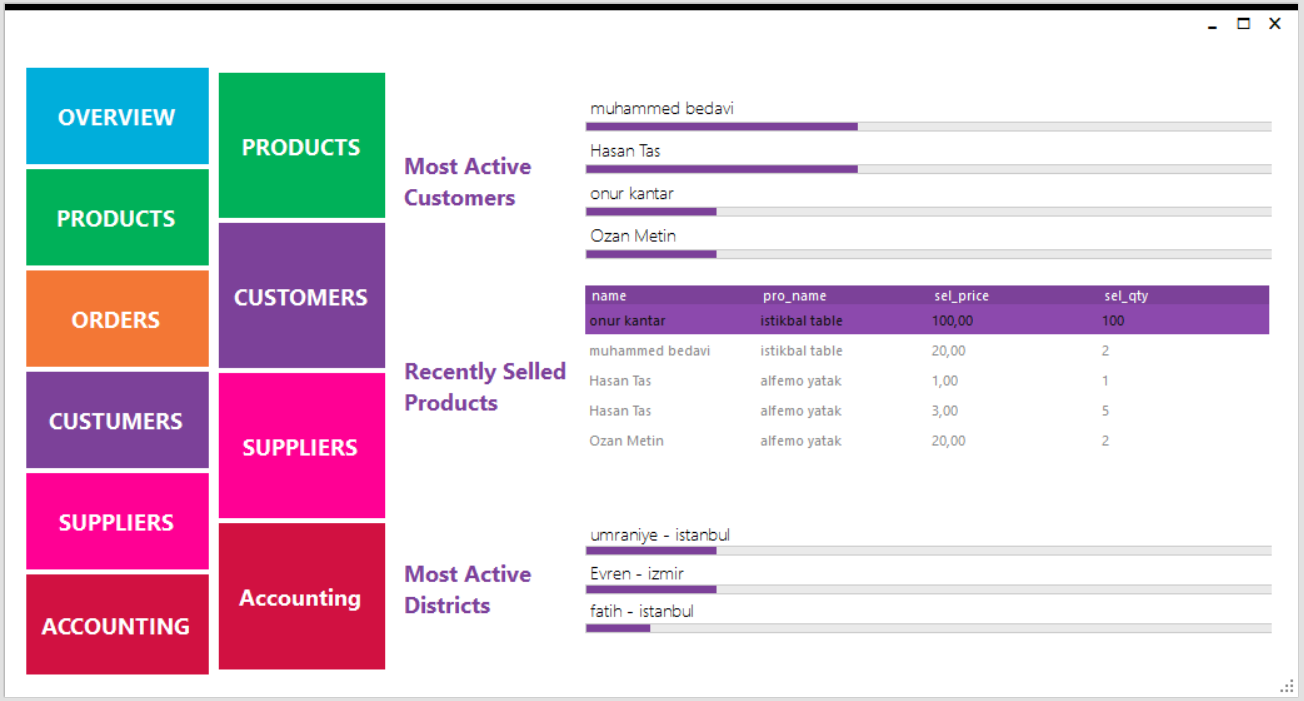 OVERVIEW
PRODUCTS
ORDERS
CUSTUMERS
SUPPLIERS
ACCOUNTING
PRODUCTS
CUSTOMERS
SUPPLIERS
Accounting
Most Active
Customers
muhammed bedavi
Hasan Tas
onur kantar
Ozan Metin
Recently Selled
Products
name pro_name sel_price sel_qty
onur kantar istikbal table 100,00 100
muhammed bedavi istikbal table 20,00 2
Hasan Tas alfemo yatak 1,00 1
Hasan Tas alfemo yatak 3,00 5
Ozan Metin alfemo yatak 20,00 2
Most Active
Districts
umraniye - istanbul
Evren - izmir
fatih - istanbul